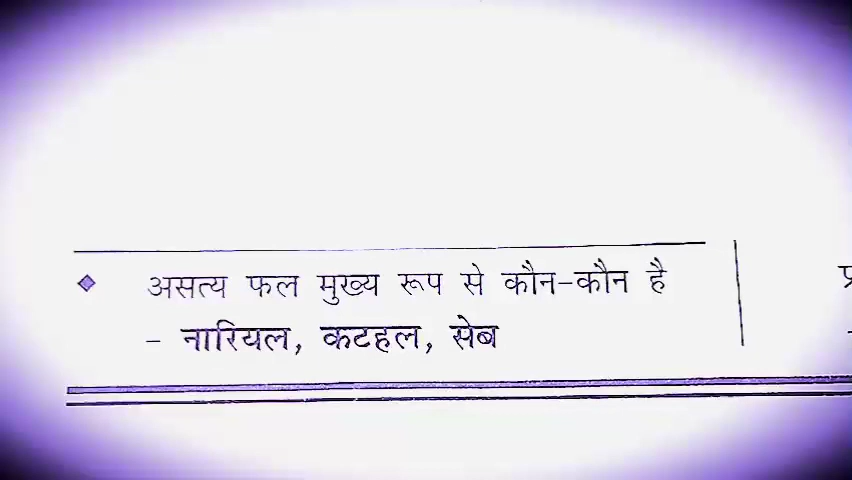 असत्य फल मुख्य रूप से कौन-कौन है
- नारियल, कटहल, सेब